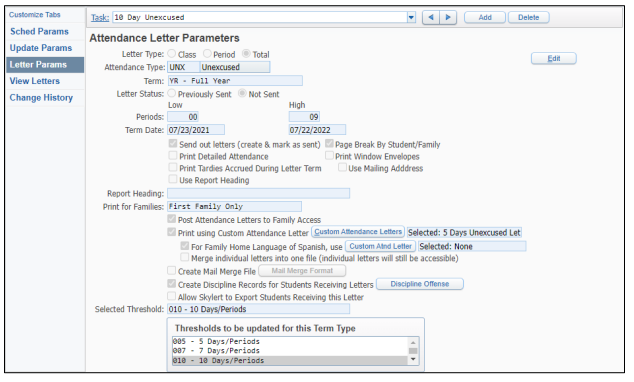 Customize Tabs
Sched Params
Update Params
Letter Params
View Letters
Change History
Task: 10 Day Unexcused
Add
Delete
Attendance Letter Parameters
Letter Type: Class Period Total
Edit
Attendance Type: UNX Unexcused
Term: YR - Full Year
Letter Status: Previously Sent Not Sent
Low High
Periods: 00 09
Term Date: 07/23/2021 07/22/2022
Send out letters (create & mark as sent) Page Break By Student/Family
Print Detailed Attendance Print Window Envelopes
Print Tardies Accrued During Letter Term Use Mailing Adddress
Use Report Heading
Report Heading:
Print for Families: First Family Only
Post Attendance Letters to Family Access
Print using Custom Attendance Letter Custom Attendance Letters Selected: 5 Days Unexcused Let
For Family Home Language of Spanish, use Custom Atnd Letter Selected: None
Merge individual letters into one file (individual letters will still be accessible)
Create Mail Merge File Mail Merge Format
Create Discipline Records for Students Receiving Letters Discipline Offense
Allow Skylert to Export Students Receiving this Letter
Selected Threshold: 010 - 10 Days/Periods
Thresholds to be updated for this Term Type
005 - 5 Days/Periods
007 - 7 Days/Periods
010 - 10 Days/Periods